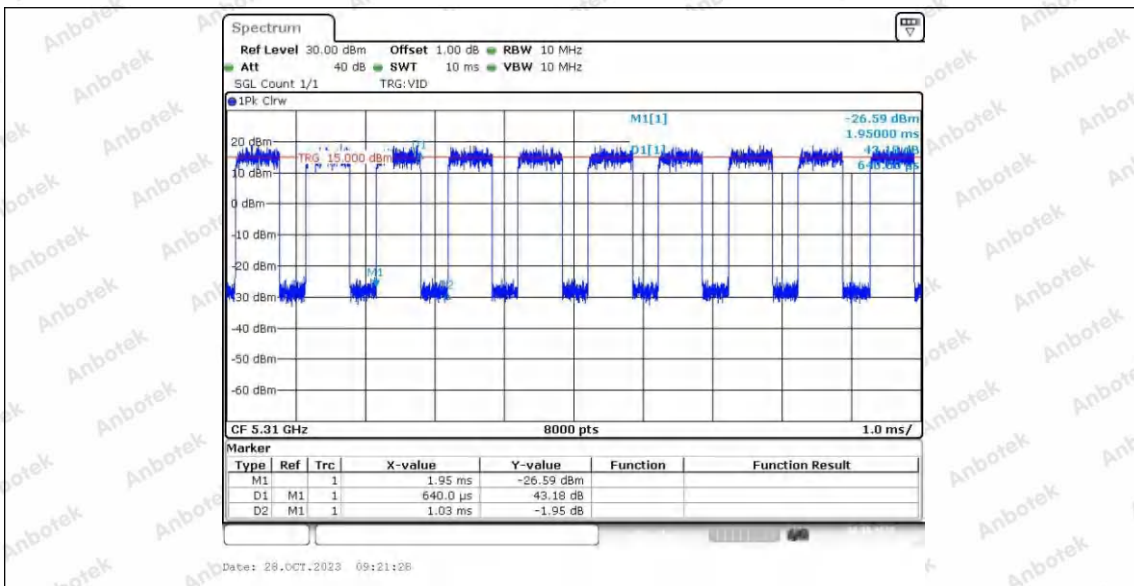 Spectrum
Ref Level 30.00 dBm Offset 1.00 dB RBW 10 MHz
Att 40 dB SWT 10 ms VBW 10 MHz
SGL Count 1/1 TRG:VID
1Pk Clrw
M1[1] -26.59 dBm
1.95000 ms
20 dBm D1[1] 43.18 dB
TRG 15.000 dBm
10 dBm
0 dBm
-10 dBm
-20 dBm
M1
-30 dBm
-40 dBm
-50 dBm
-60 dBm
CF 5.31 GHz 8000 pts 1.0 ms/
Marker
Type Ref Trc X-value Y-value Function Function Result
M1 1 1.95 ms -26.59 dBm
D1 M1 1 640.0 µs 43.18 dB
D2 M1 1 1.03 ms -1.95 dB
Date: 28.OCT.2023 09:21:28
Anbotek